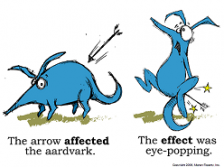 The arrow affected
the aardvark.
The effect was
eye-popping.